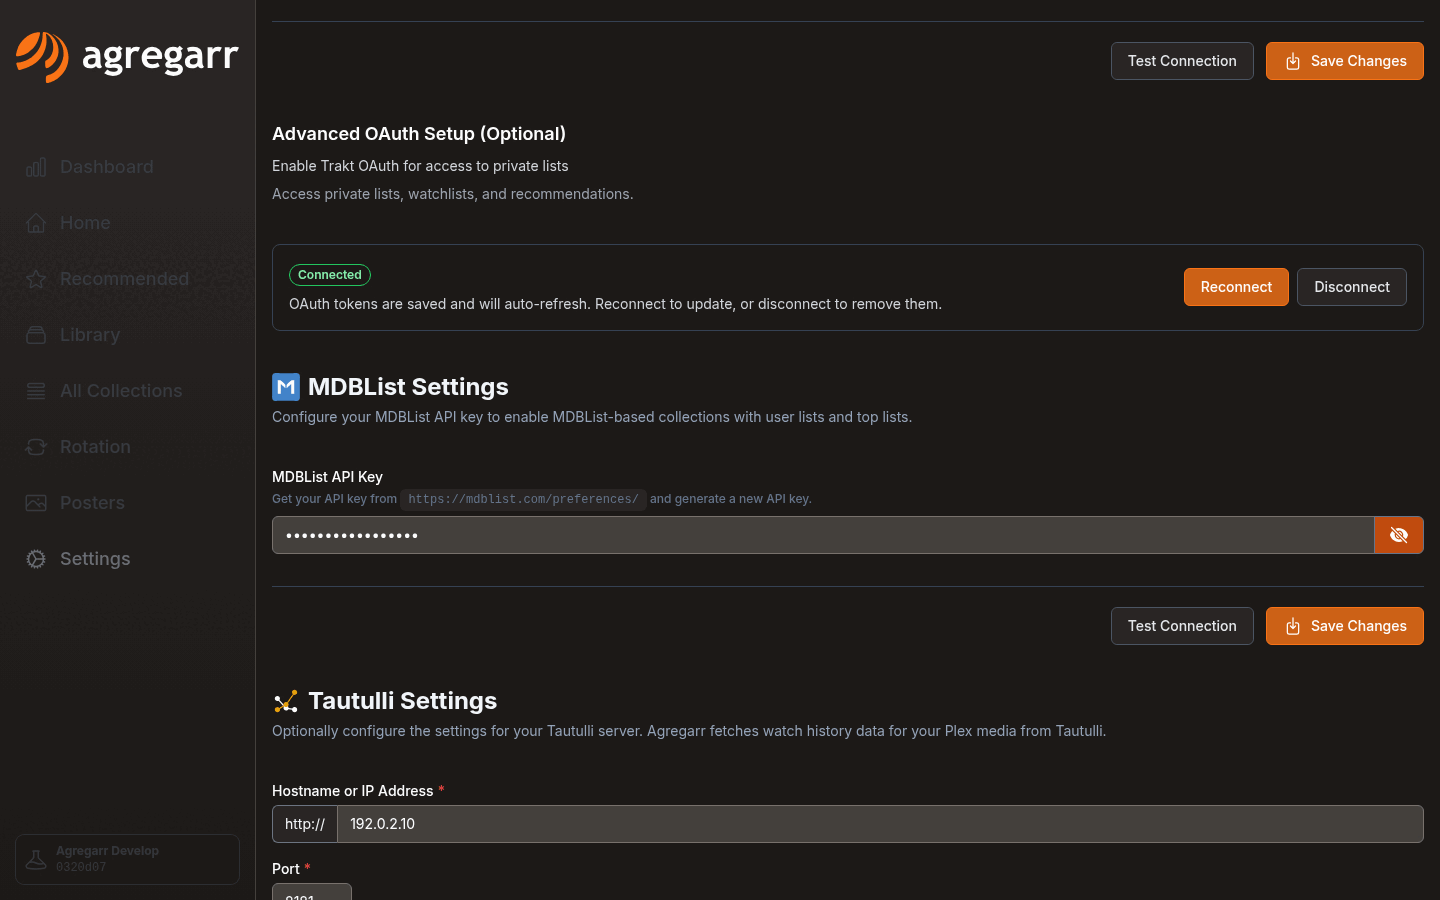 agregarr
Dashboard
Home
Recommended
Library
All Collections
Rotation
Posters
Settings
Agregarr Develop
0320d07
Test Connection
Save Changes
Advanced OAuth Setup (Optional)
Enable Trakt OAuth for access to private lists
Access private lists, watchlists, and recommendations.
Connected
OAuth tokens are saved and will auto-refresh. Reconnect to update, or disconnect to remove them.
Reconnect
Disconnect
MDBList Settings
Configure your MDBList API key to enable MDBList-based collections with user lists and top lists.
MDBList API Key
Get your API key from https://mdblist.com/preferences/ and generate a new API key.
•••••••••••••••••
Test Connection
Save Changes
Tautulli Settings
Optionally configure the settings for your Tautulli server. Agregarr fetches watch history data for your Plex media from Tautulli.
Hostname or IP Address *
http:// 192.0.2.10
Port *